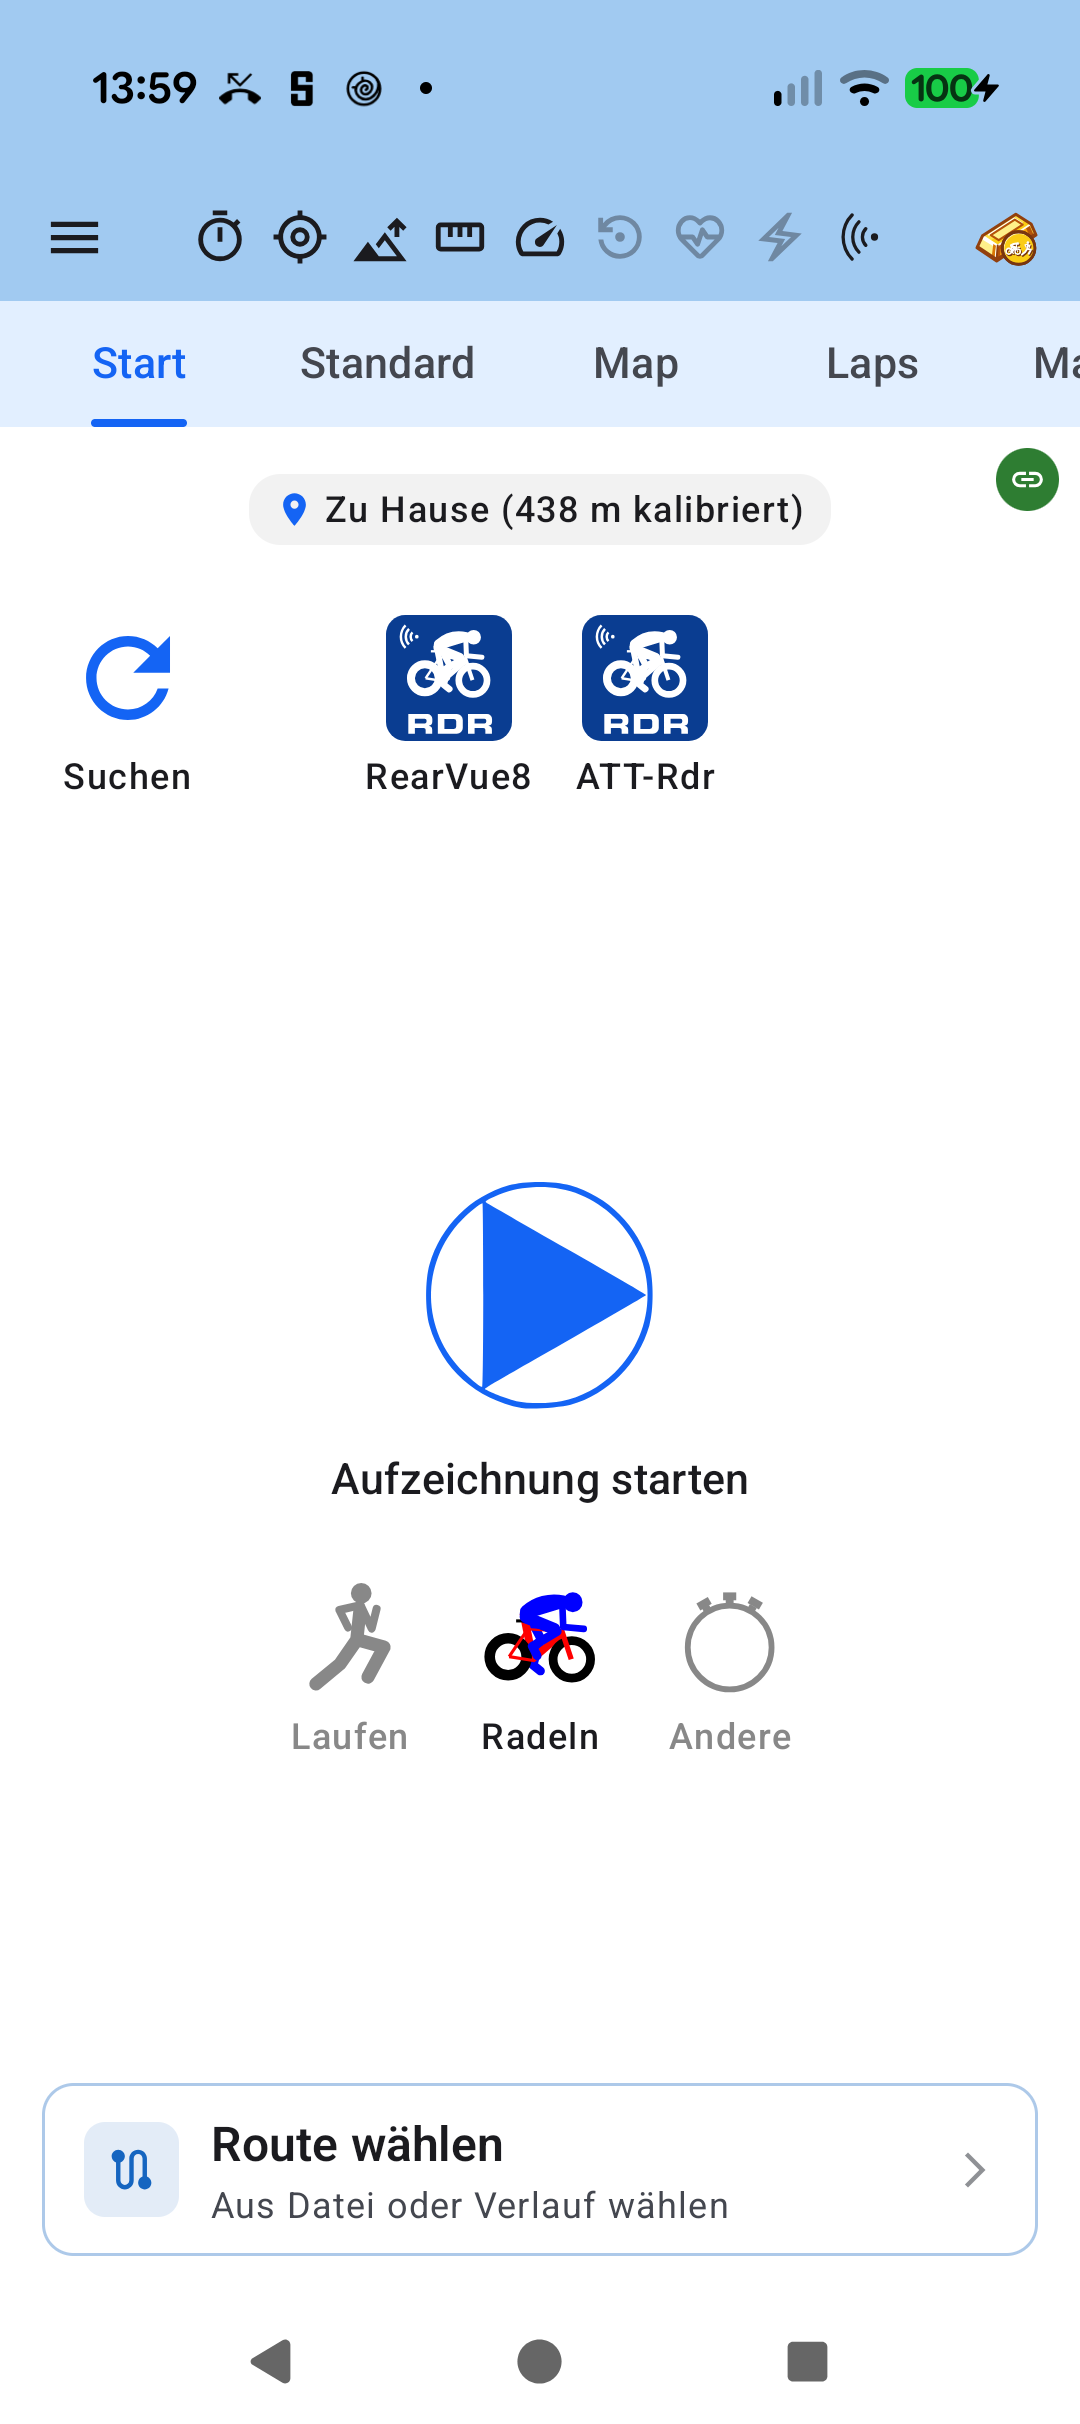 13:59
100
Start Standard Map Laps Ma
Zu Hause (438 m kalibriert)
RDR RDR
Suchen RearVue8 ATT-Rdr
Aufzeichnung starten
Laufen Radeln Andere
Route wählen
Aus Datei oder Verlauf wählen